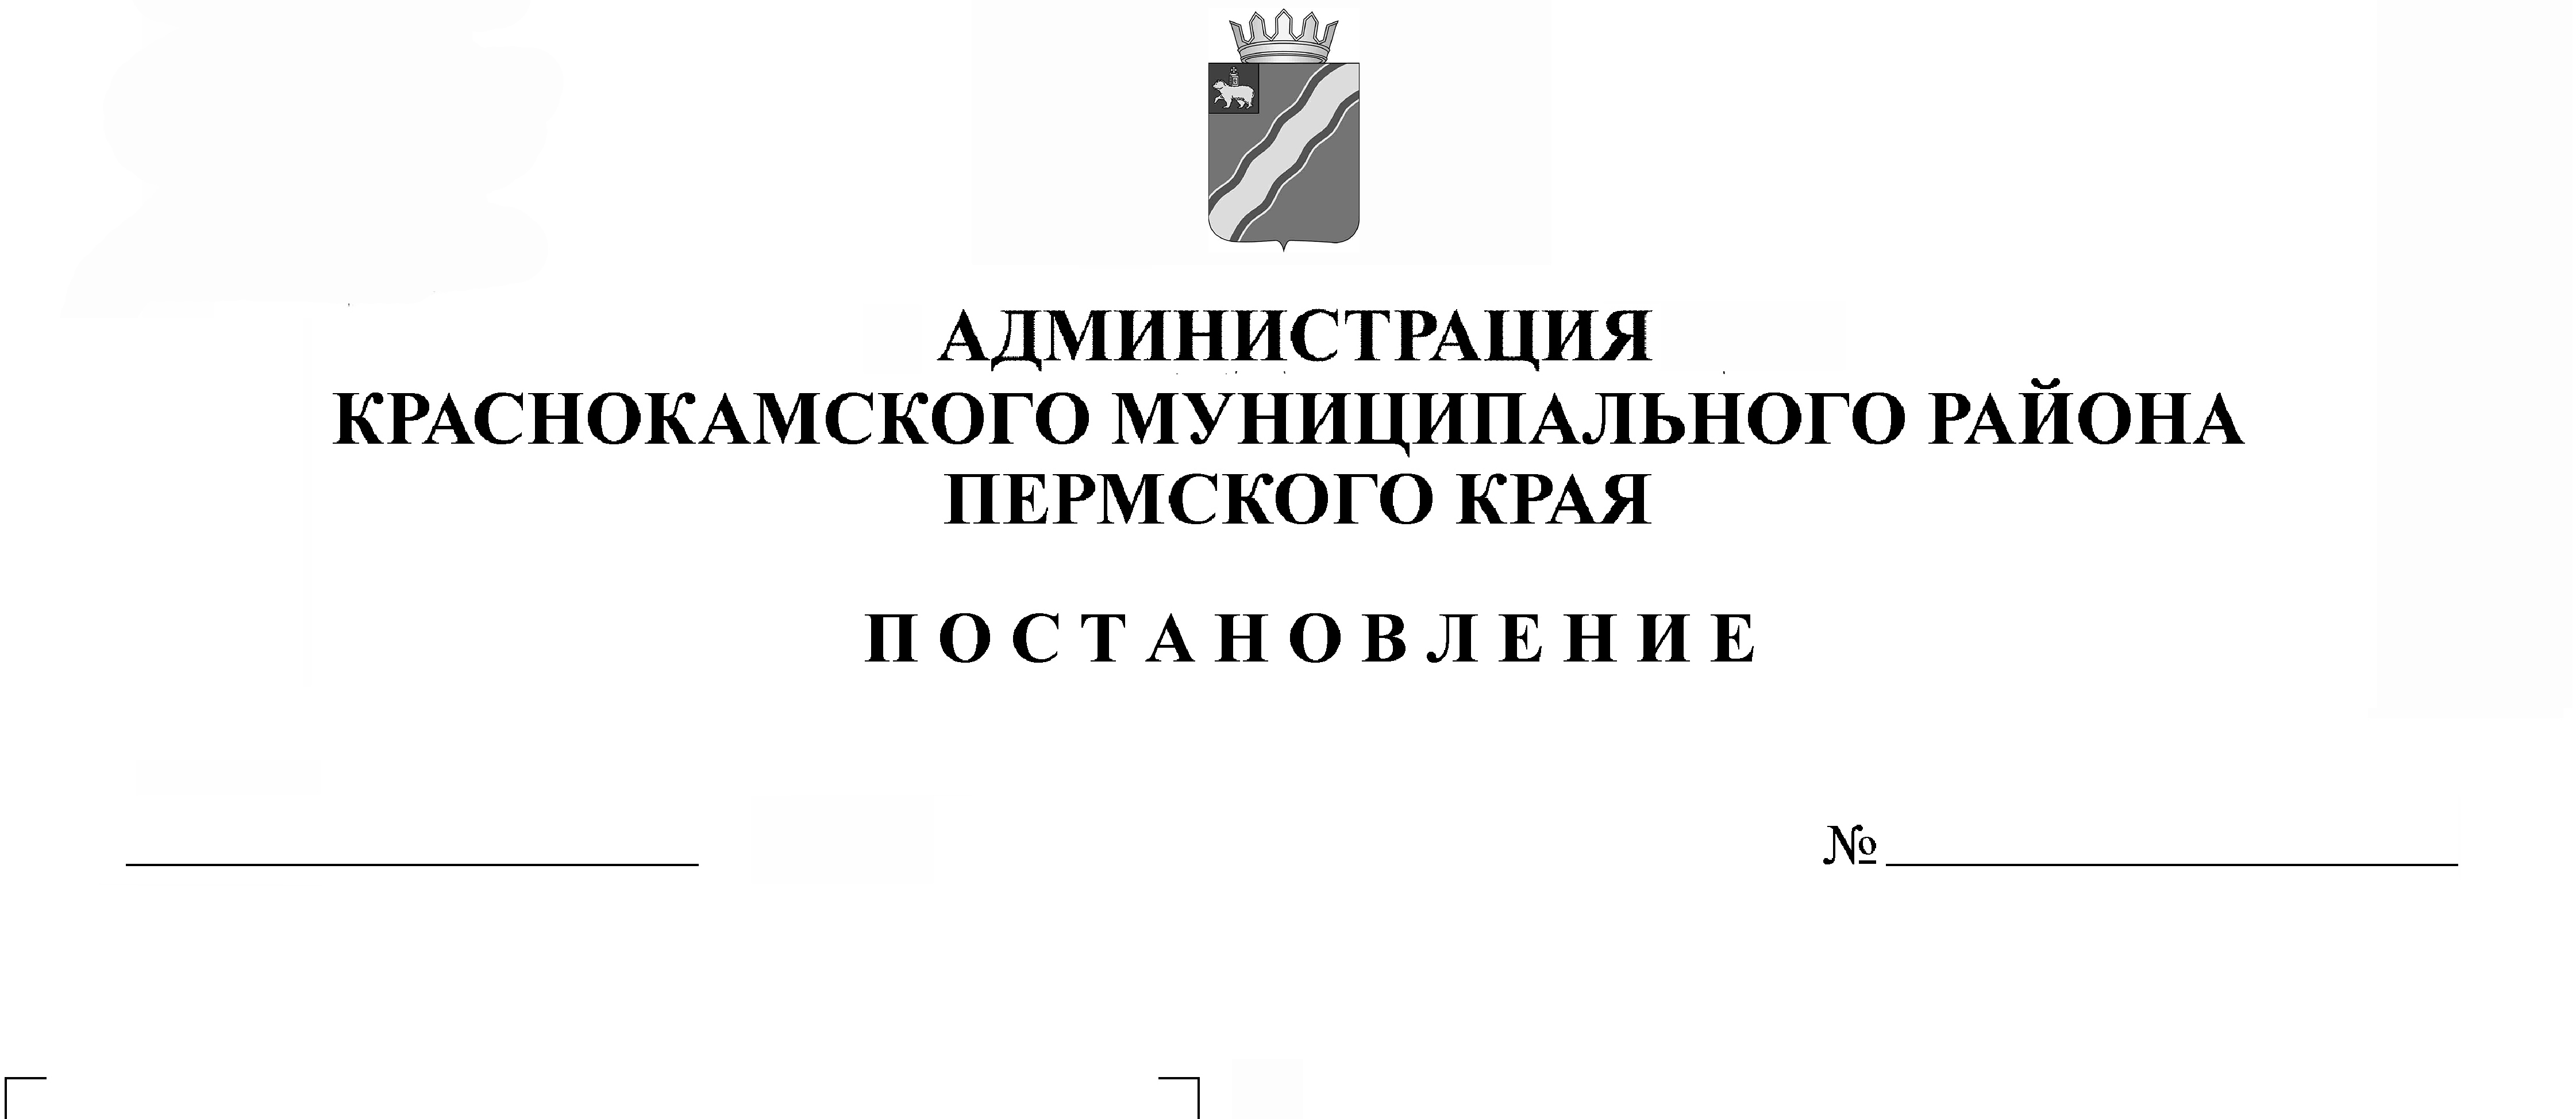 АДМИНИСТРАЦИЯ
КРАСНОКАМСКОГО МУНИЦИПАЛЬНОГО РАЙОНА
ПЕРМСКОГО КРАЯ
П О С Т А Н О В Л Е Н И Е
№